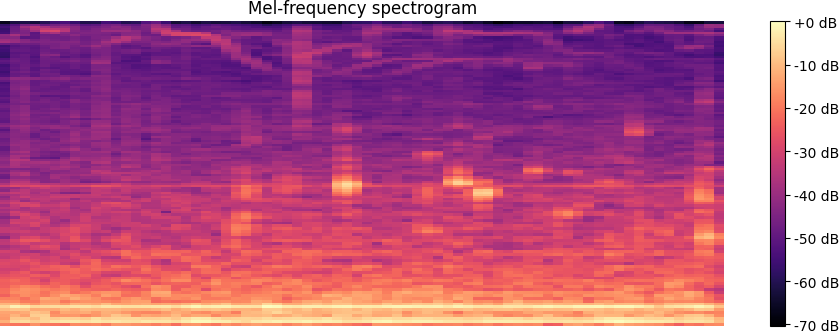 Mel-frequency spectrogram
+0 dB
-10 dB
-20 dB
-30 dB
-40 dB
-50 dB
-60 dB
-70 dB